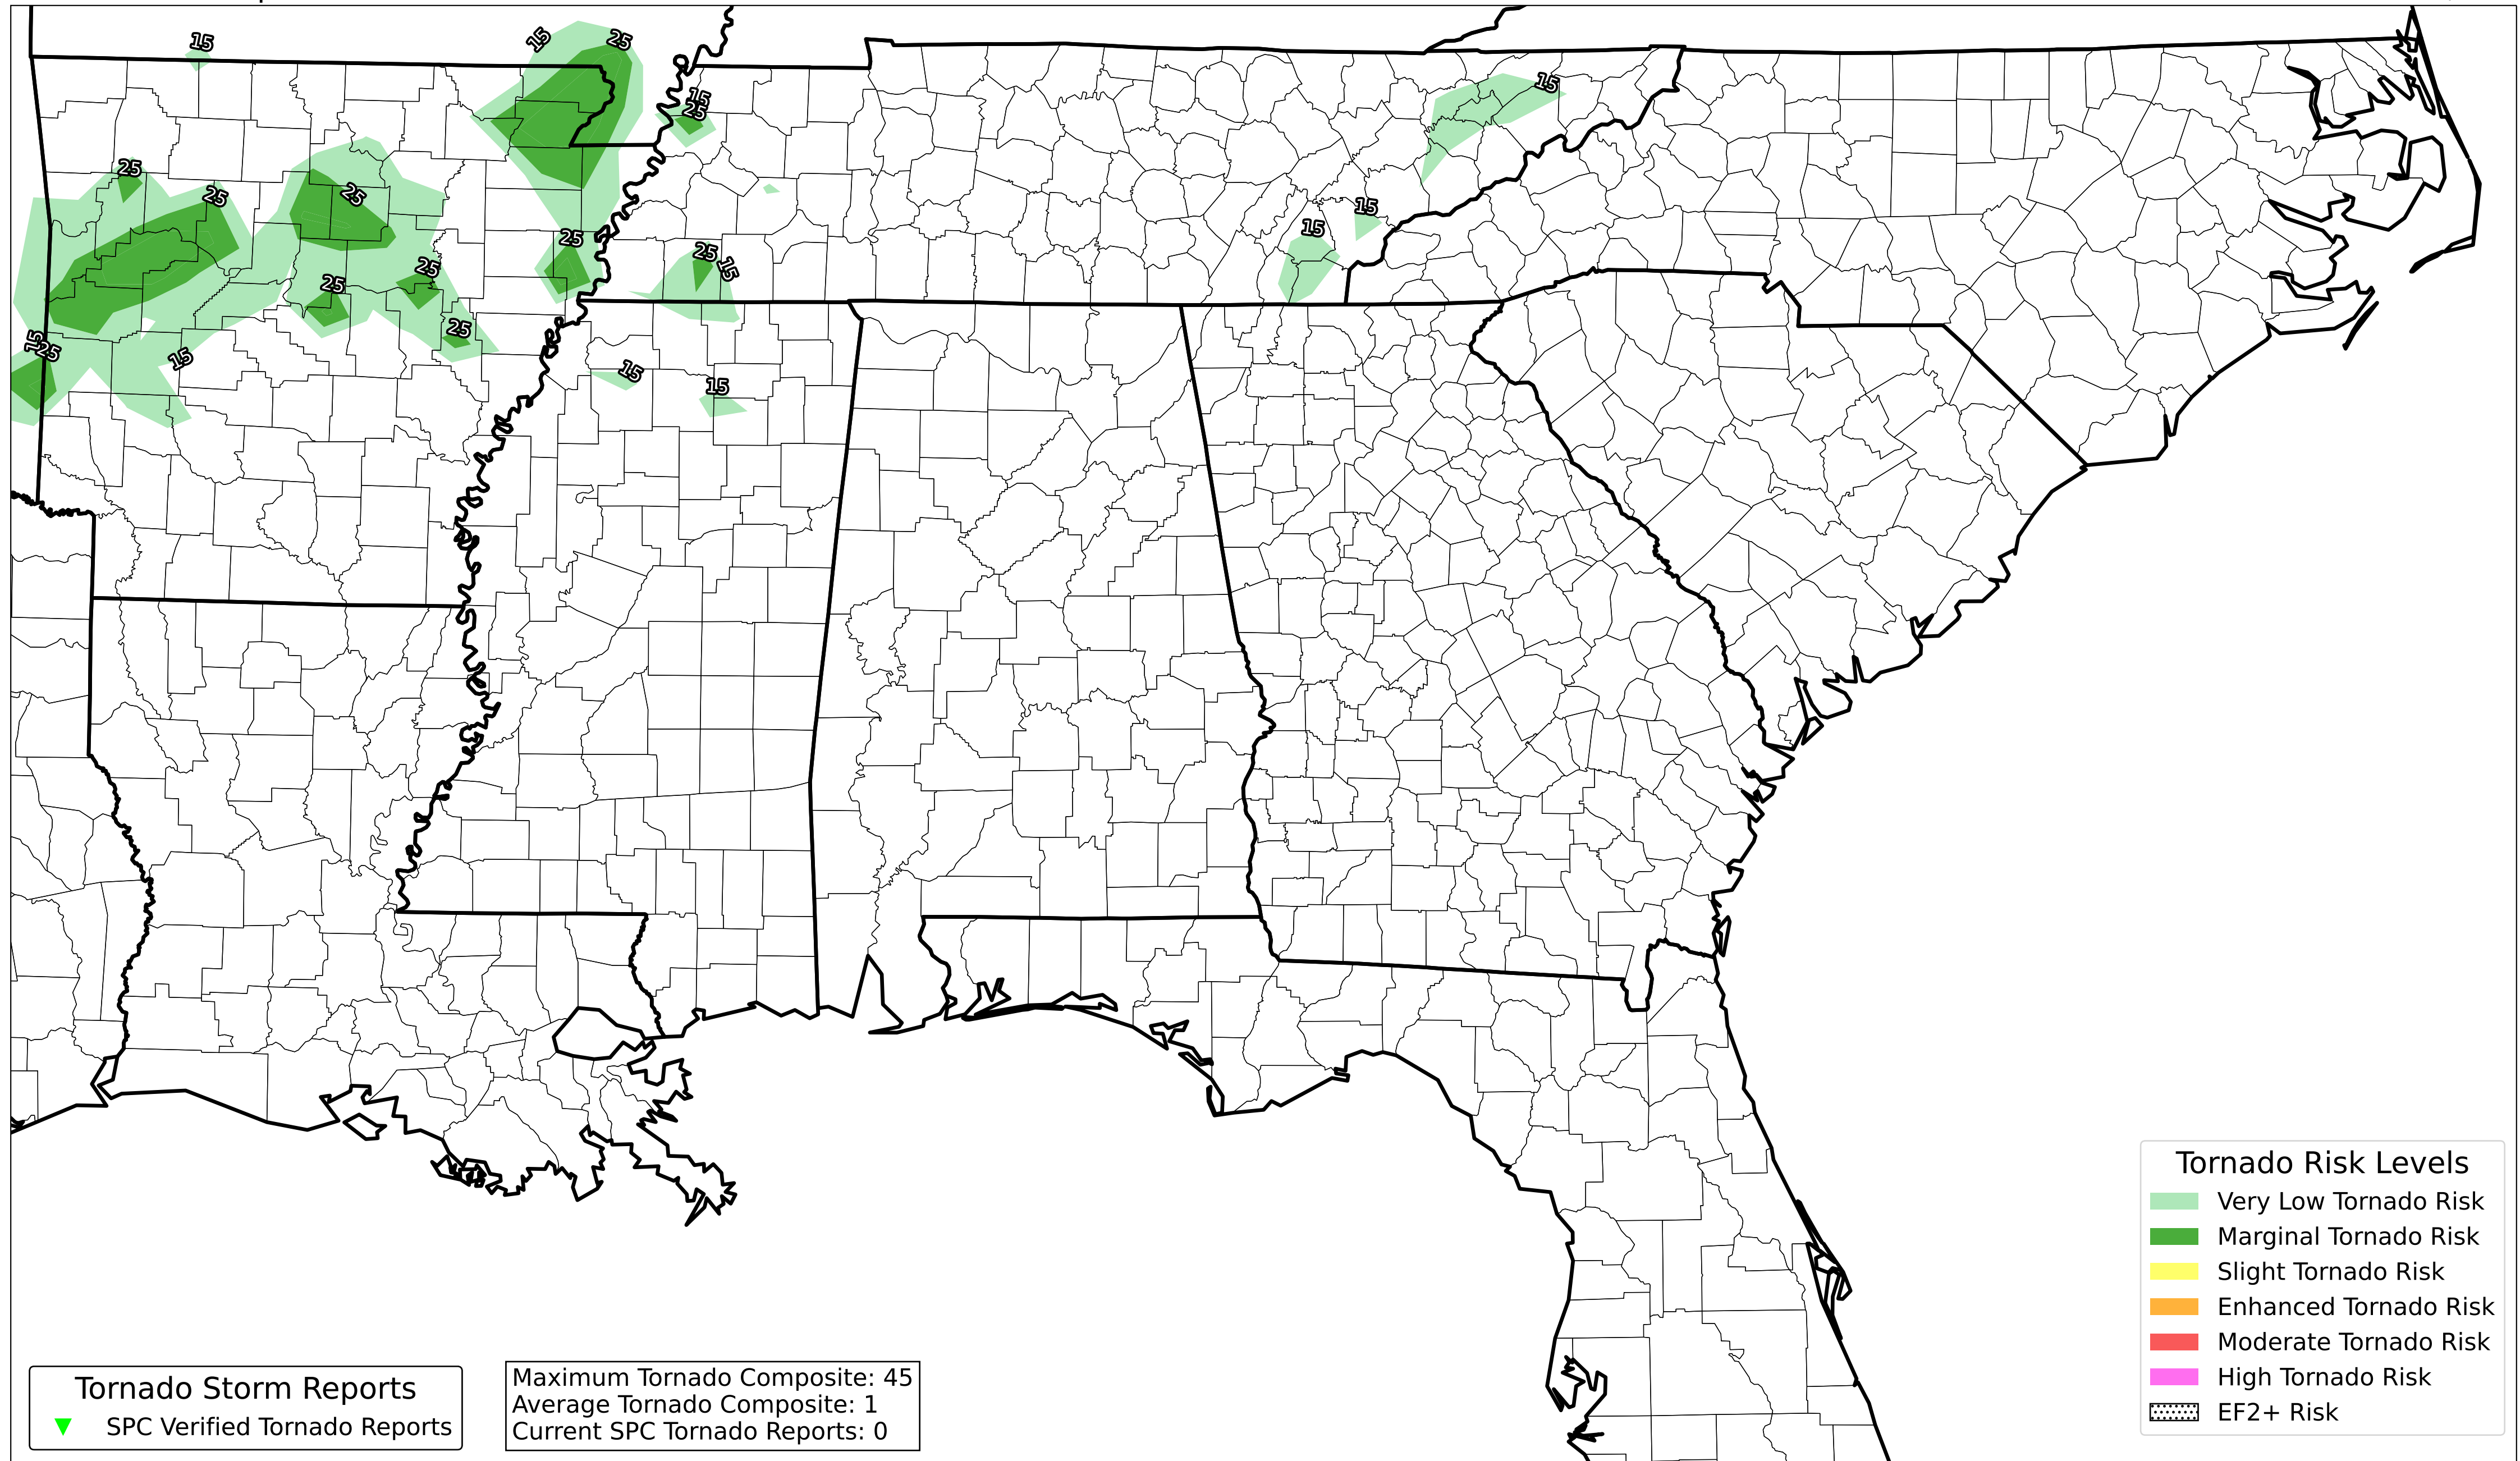 15
15
25
15
25
15
25
25
25
15
15
25
25
15
25
25
25
15
15
25
15
15
15
25
Tornado Risk Levels
Very Low Tornado Risk
Marginal Tornado Risk
Slight Tornado Risk
Enhanced Tornado Risk
Moderate Tornado Risk
High Tornado Risk
EF2+ Risk
Tornado Storm Reports
SPC Verified Tornado Reports
Maximum Tornado Composite: 45
Average Tornado Composite: 1
Current SPC Tornado Reports: 0